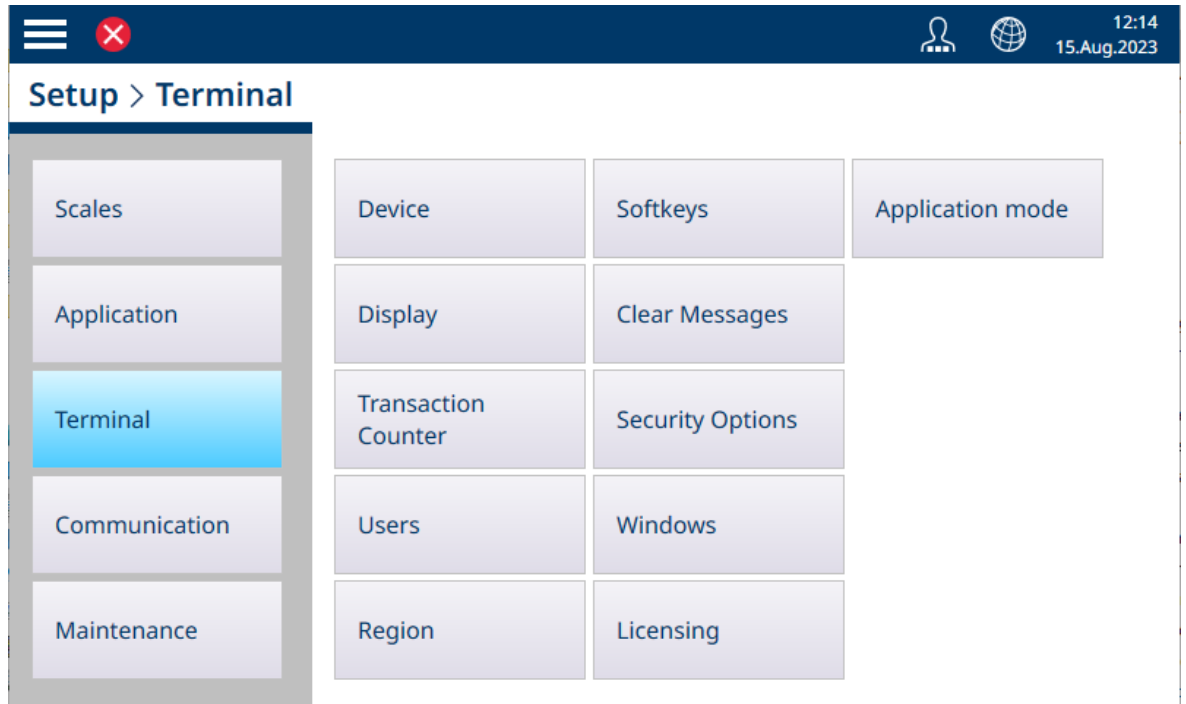 12:14
15.Aug.2023
Setup > Terminal
Scales
Application
Terminal
Communication
Maintenance
Device
Display
Transaction
Counter
Users
Region
Softkeys
Clear Messages
Security Options
Windows
Licensing
Application mode